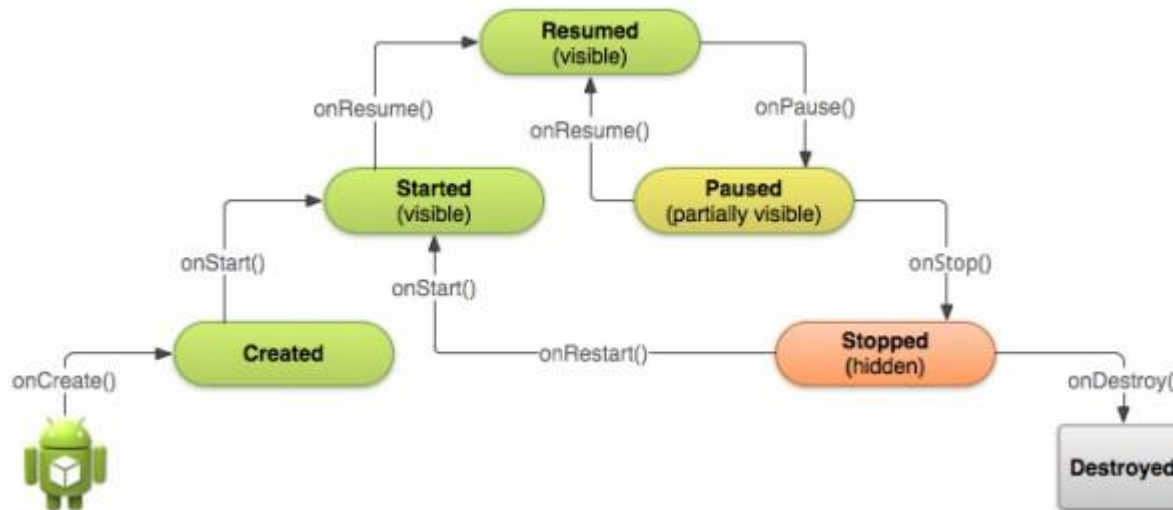 Resumed
(visible)
onResume()
onResume()
onPause()
Started
(visible)
Paused
(partially visible)
onStart()
onStart()
onStop()
Created
onRestart()
Stopped
(hidden)
onCreate()
onDestroy(
Destroyed